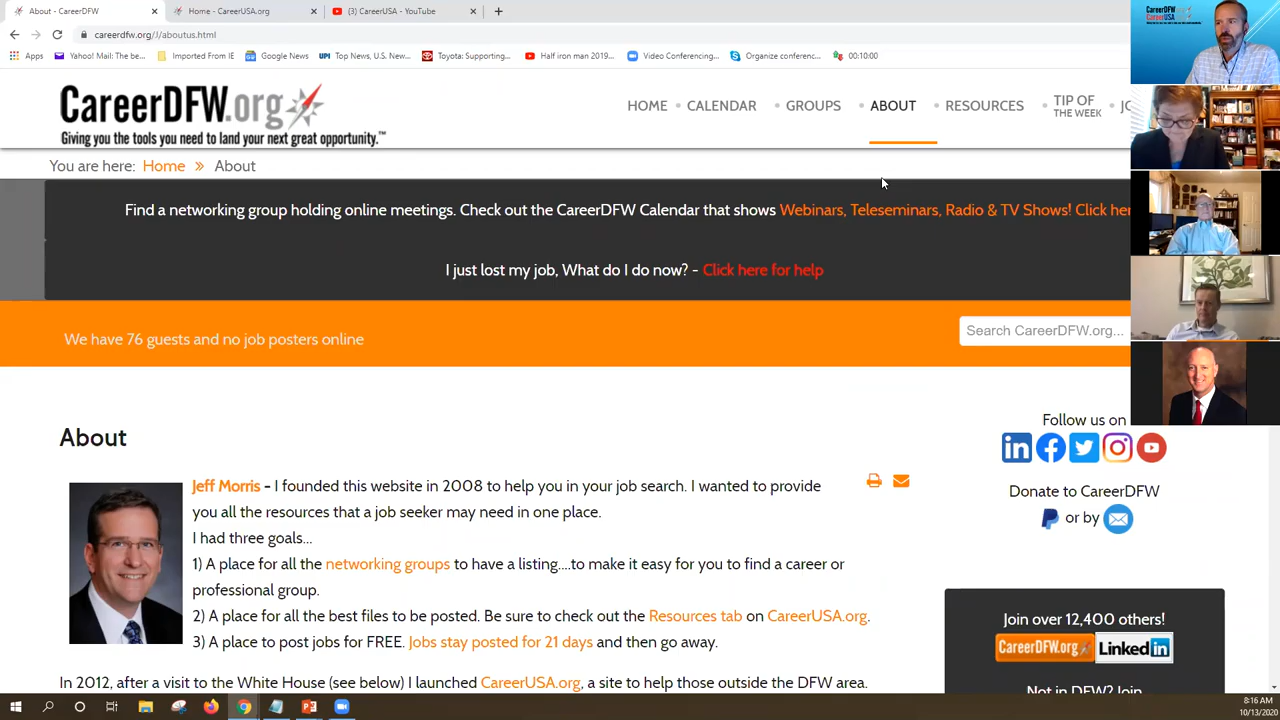 About - CareerDFW
Home - CareerUSA.org
(3) CareerUSA - YouTube
careerdfw.org/J/aboutus.html
Apps
Yahoo! Mail: The be...
Imported From IE
Google News
UPI Top News, U.S. New...
Toyota: Supporting...
Half iron man 2019...
Video Conferencing...
Organize conferenc...
00:10:00
CareerDFW.org
Giving you the tools you need to land your next great opportunity.™
HOME
CALENDAR
GROUPS
ABOUT
RESOURCES
TIP OF
THE WEEK
You are here: Home » About
Find a networking group holding online meetings. Check out the CareerDFW Calendar that shows Webinars, Teleseminars, Radio & TV Shows! Click her
I just lost my job, What do I do now? - Click here for help
We have 76 guests and no job posters online
Search CareerDFW.org...
About
Follow us on
Jeff Morris - I founded this website in 2008 to help you in your job search. I wanted to provide
you all the resources that a job seeker may need in one place.
I had three goals...
1) A place for all the networking groups to have a listing....to make it easy for you to find a career or
professional group.
2) A place for all the best files to be posted. Be sure to check out the Resources tab on CareerUSA.org.
3) A place to post jobs for FREE. Jobs stay posted for 21 days and then go away.
In 2012, after a visit to the White House (see below) I launched CareerUSA.org, a site to help those outside the DFW area.
Donate to CareerDFW
or by
Join over 12,400 others!
CareerDFW.org
Linked in
Not in DFW? Join
8:16 AM
10/13/2020